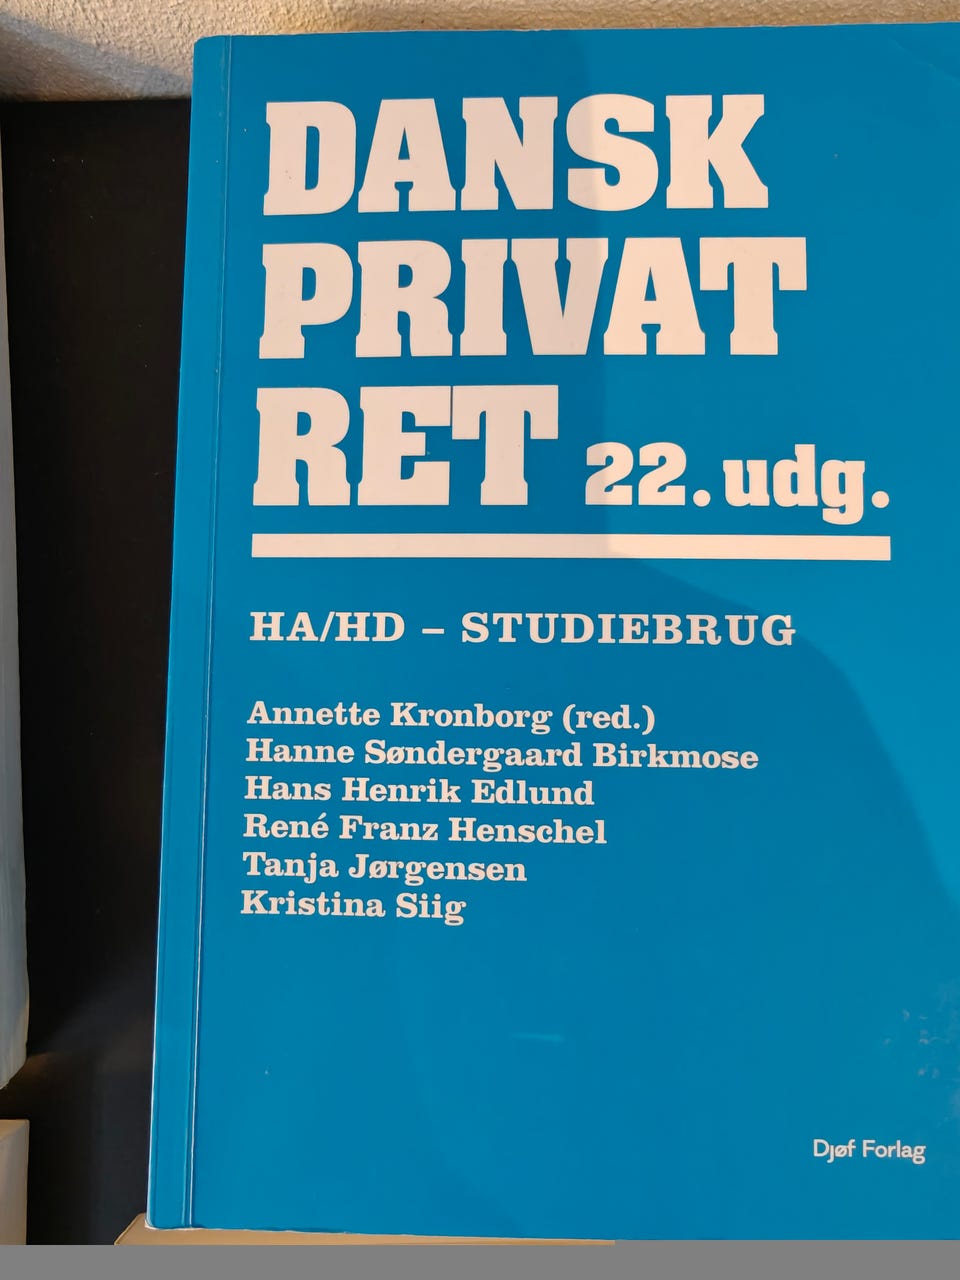 DANSK
PRIVAT
RET 22. udg.
HA/HD – STUDIEBRUG
Annette Kronborg (red.)
Hanne Søndergaard Birkmose
Hans Henrik Edlund
René Franz Henschel
Tanja Jørgensen
Kristina Siig
Djøf Forlag